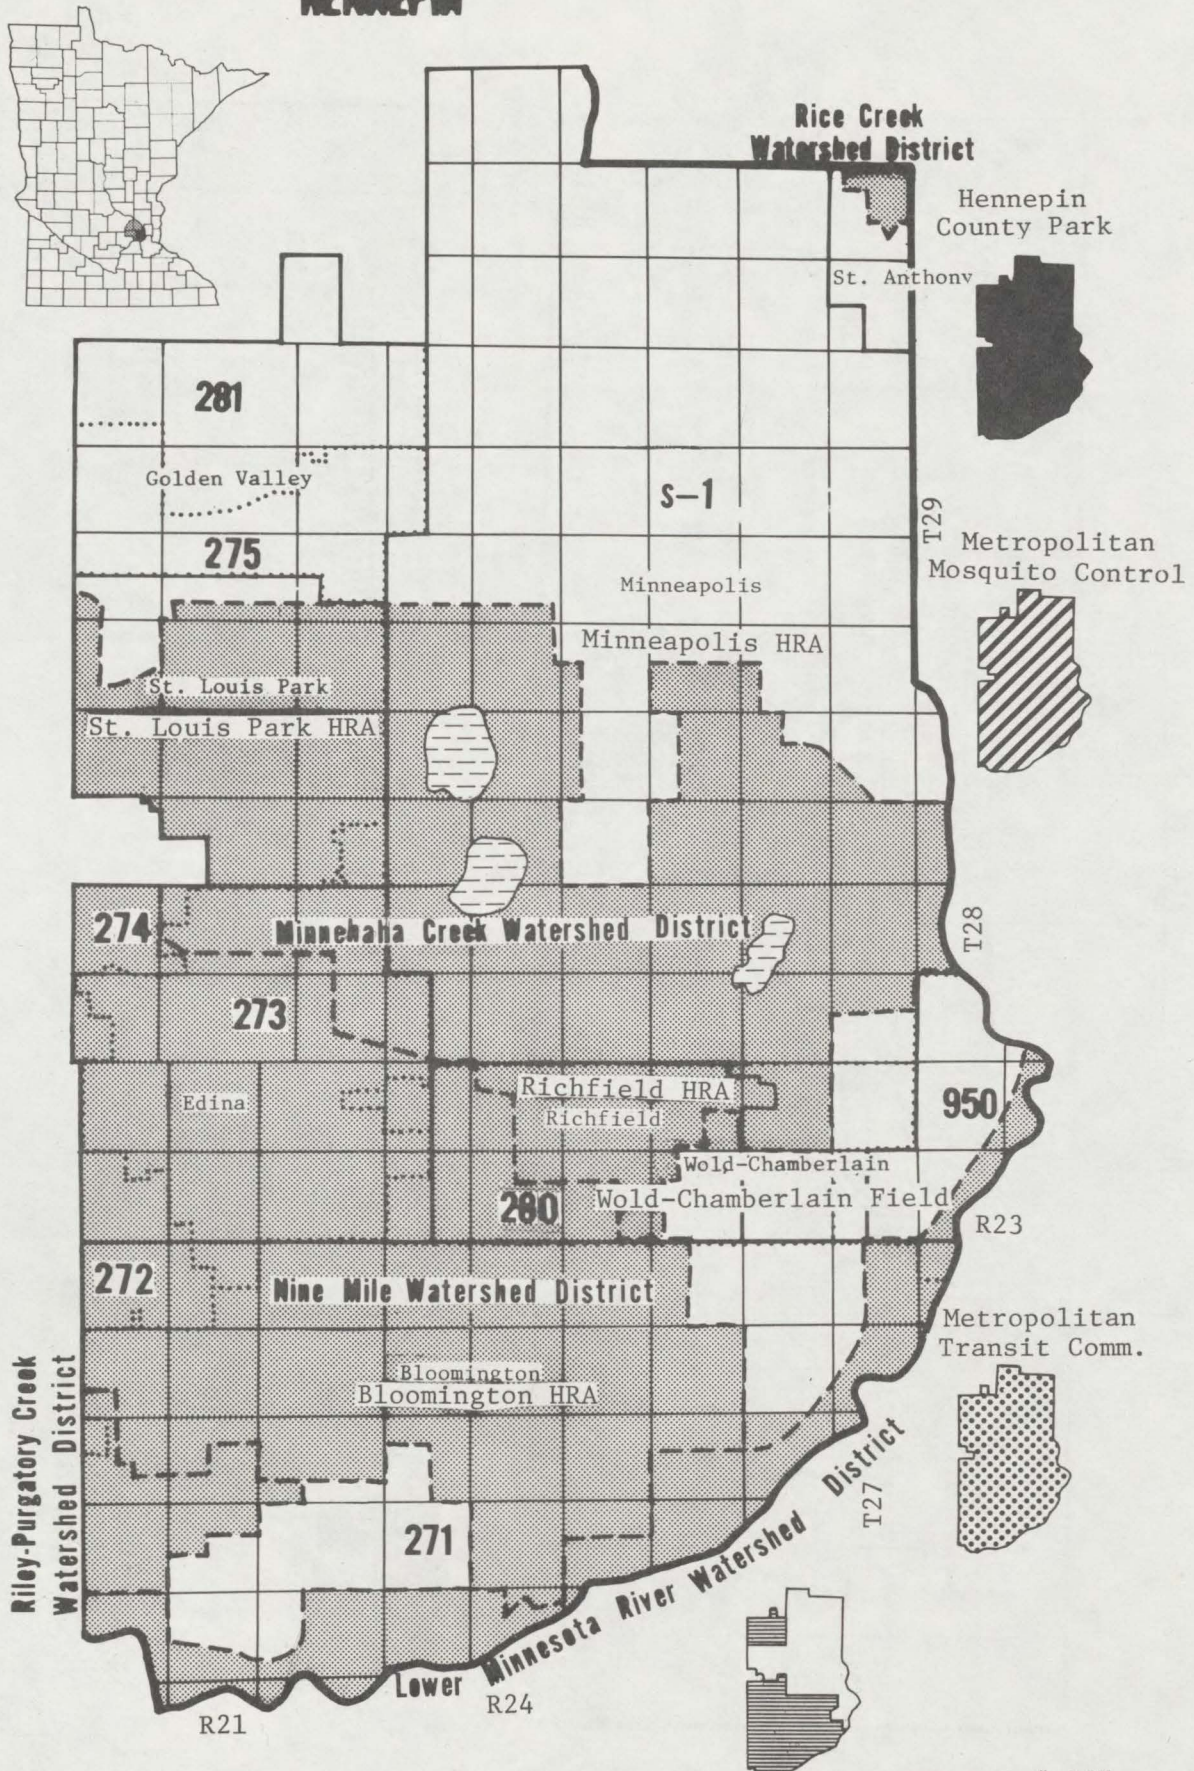 HENNEPIN
Rice Creek
Watershed District
Hennepin
County Park
St. Anthony
281
Golden Valley
S-1
T29
275
Metropolitan
Mosquito Control
Minneapolis
Minneapolis HRA
St. Louis Park
St. Louis Park HRA
274
Minnehaha Creek Watershed District
T28
273
Richfield HRA
Edina
Richfield
950
Wold-Chamberlain
280
Wold-Chamberlain Field
R23
272
Nine Mile Watershed District
Metropolitan
Transit Comm.
Riley-Purgatory Creek
Watershed District
Bloomington
Bloomington HRA
271
T27
Lower Minnesota River Watershed District
R24
R21